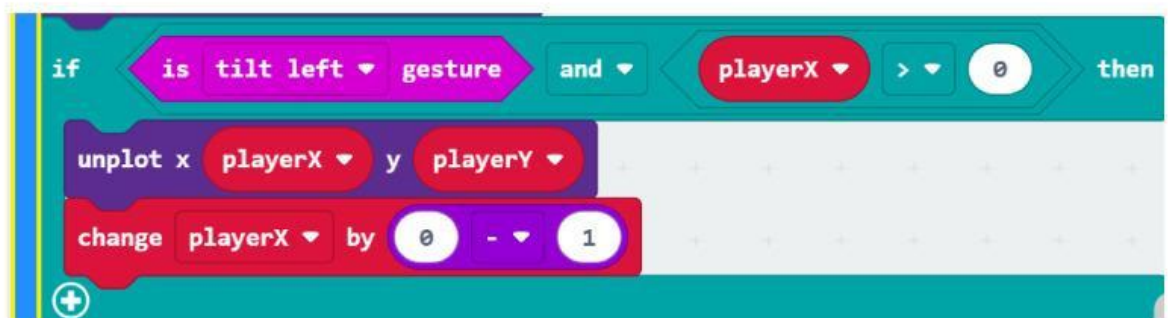 if is tilt left gesture and playerX > 0 then
unplot x playerX y playerY
change playerX by 0 - 1